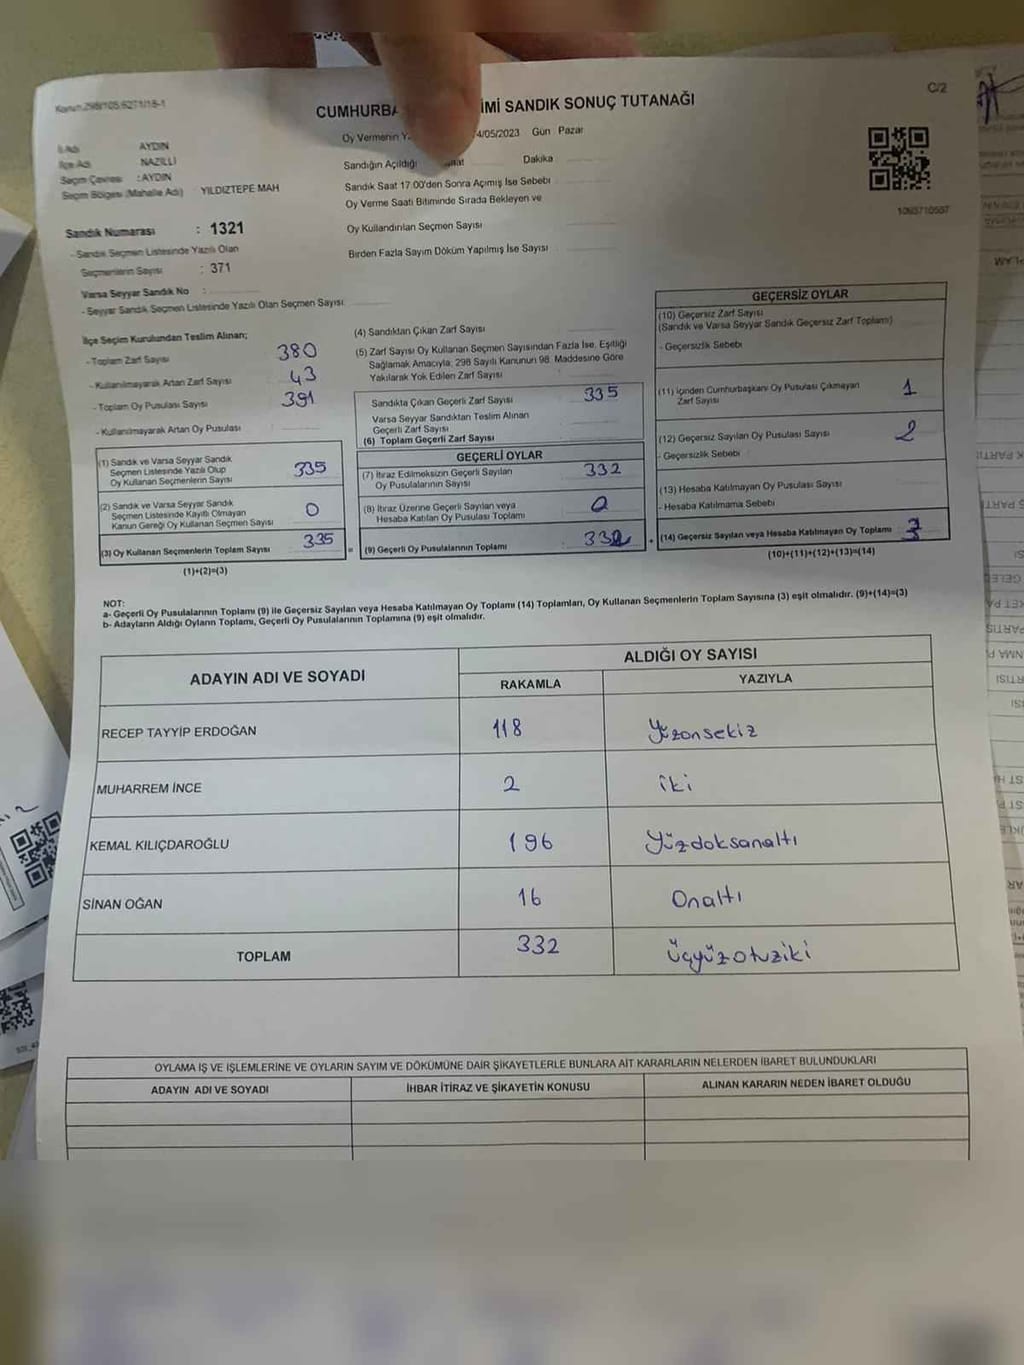 Kanun:298/105,6271/18-1
C/2
CUMHURBA İMİ SANDIK SONUÇ TUTANAĞI
Oy Vermenin Y 4/05/2023 Gün Pazar
İl Adı AYDIN
İlçe Adı NAZİLLİ
Seçim Çevresi : AYDIN
Seçim Bölgesi (Mahalle Adı) YILDIZTEPE MAH
Sandığın Açıldığı Dakika
Sandık Saat 17:00'den Sonra Açımış İse Sebebi
Oy Verme Saati Bitiminde Sırada Bekleyen ve
Oy Kullandırılan Seçmen Sayısı
Birden Fazla Sayım Döküm Yapılmış İse Sayısı
1093710567
Sandık Numarası : 1321
- Sandık Seçmen Listesinde Yazılı Olan
Seçmenlerin Sayısı : 371
Varsa Seyyar Sandık No :
- Seyyar Sandık Seçmen Listesinde Yazılı Olan Seçmen Sayısı:
İlçe Seçim Kurulundan Teslim Alınan;
- Toplam Zarf Sayısı 380
- Kullanılmayarak Artan Zarf Sayısı 43
- Toplam Oy Pusulası Sayısı 391
- Kullanılmayarak Artan Oy Pusulası
(1) Sandık ve Varsa Seyyar Sandık
Seçmen Listesinde Yazılı Olup
Oy Kullanan Seçmenlerin Sayısı 335
(2) Sandık ve Varsa Seyyar Sandık
Seçmen Listesinde Kayıtlı Olmayan
Kanun Gereği Oy Kullanan Seçmen Sayısı 0
(3) Oy Kullanan Seçmenlerin Toplam Sayısı 335
(1)+(2)=(3)
(4) Sandıktan Çıkan Zarf Sayısı
(5) Zarf Sayısı Oy Kullanan Seçmen Sayısından Fazla İse, Eşitliği
Sağlamak Amacıyla; 298 Sayılı Kanunun 98. Maddesine Göre
Yakılarak Yok Edilen Zarf Sayısı
Sandıkta Çıkan Geçerli Zarf Sayısı 335
Varsa Seyyar Sandıktan Teslim Alınan
Geçerli Zarf Sayısı
(6) Toplam Geçerli Zarf Sayısı
GEÇERLİ OYLAR
(7) İtiraz Edilmeksizin Geçerli Sayılan
Oy Pusulalarının Sayısı 332
(8) İtiraz Üzerine Geçerli Sayılan veya
Hesaba Katılan Oy Pusulası Toplamı 0
= (9) Geçerli Oy Pusulalarının Toplamı 332
GEÇERSİZ OYLAR
(10) Geçersiz Zarf Sayısı
(Sandık ve Varsa Seyyar Sandık Geçersiz Zarf Toplamı)
- Geçersizlik Sebebi
(11) İçinden Cumhurbaşkanı Oy Pusulası Çıkmayan
Zarf Sayısı 1
(12) Geçersiz Sayılan Oy Pusulası Sayısı 2
- Geçersizlik Sebebi
(13) Hesaba Katılmayan Oy Pusulası Sayısı
- Hesaba Katılmama Sebebi
+ (14) Geçersiz Sayılan veya Hesaba Katılmayan Oy Toplamı 3
(10)+(11)+(12)+(13)=(14)
NOT:
a- Geçerli Oy Pusulalarının Toplamı (9) ile Geçersiz Sayılan veya Hesaba Katılmayan Oy Toplamı (14) Toplamları, Oy Kullanan Seçmenlerin Toplam Sayısına (3) eşit olmalıdır. (9)+(14)=(3)
b- Adayların Aldığı Oyların Toplamı, Geçerli Oy Pusulalarının Toplamına (9) eşit olmalıdır.
ADAYIN ADI VE SOYADI
ALDIĞI OY SAYISI
RAKAMLA YAZIYLA
RECEP TAYYİP ERDOĞAN 118 Yüzonsekiz
MUHARREM İNCE 2 iki
KEMAL KILIÇDAROĞLU 196 Yüzdoksanaltı
SİNAN OĞAN 16 Onaltı
TOPLAM 332 üçyüzotuziki
OYLAMA İŞ VE İŞLEMLERİNE VE OYLARIN SAYIM VE DÖKÜMÜNE DAİR ŞİKAYETLERLE BUNLARA AİT KARARLARIN NELERDEN İBARET BULUNDUKLARI
ADAYIN ADI VE SOYADI İHBAR İTİRAZ VE ŞİKAYETİN KONUSU ALINAN KARARIN NEDEN İBARET OLDUĞU